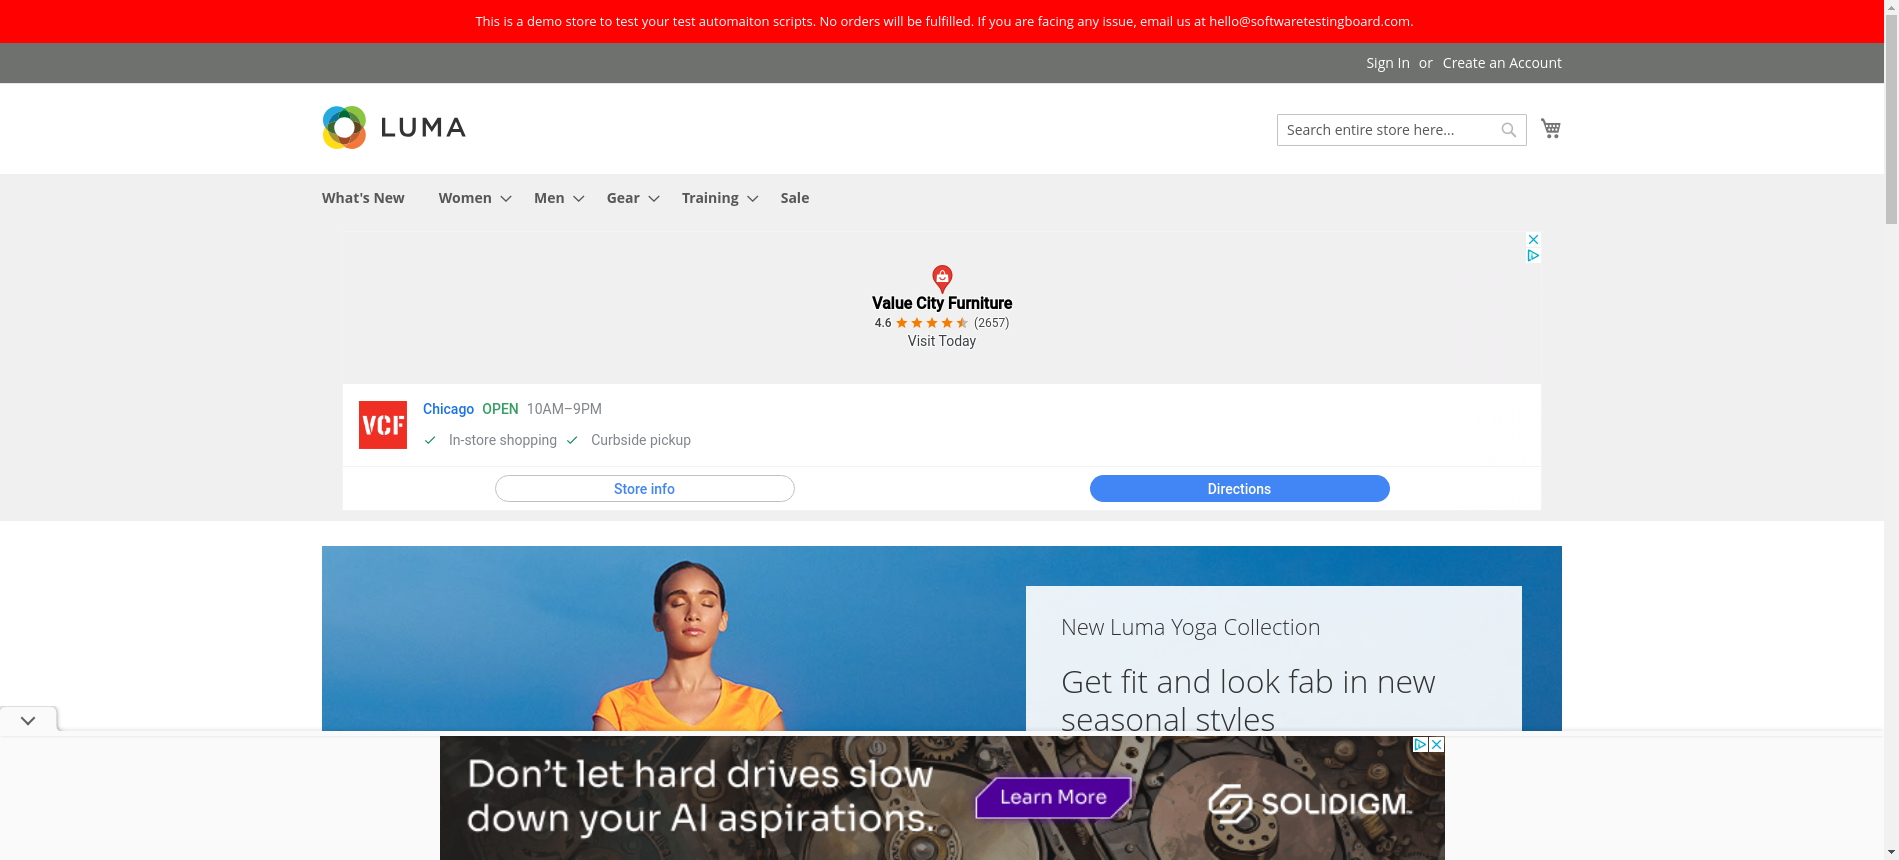 This is a demo store to test your test automaiton scripts. No orders will be fulfilled. If you are facing any issue, email us at hello@softwaretestingboard.com.
Sign In or Create an Account
LUMA
Search entire store here...
What's New Women Men Gear Training Sale
Value City Furniture
4.6 (2657)
Visit Today
VCF
Chicago OPEN 10AM–9PM
In-store shopping Curbside pickup
Store info Directions
New Luma Yoga Collection
Get fit and look fab in new
seasonal styles
Don't let hard drives slow
down your AI aspirations.
Learn More
SOLIDIGM